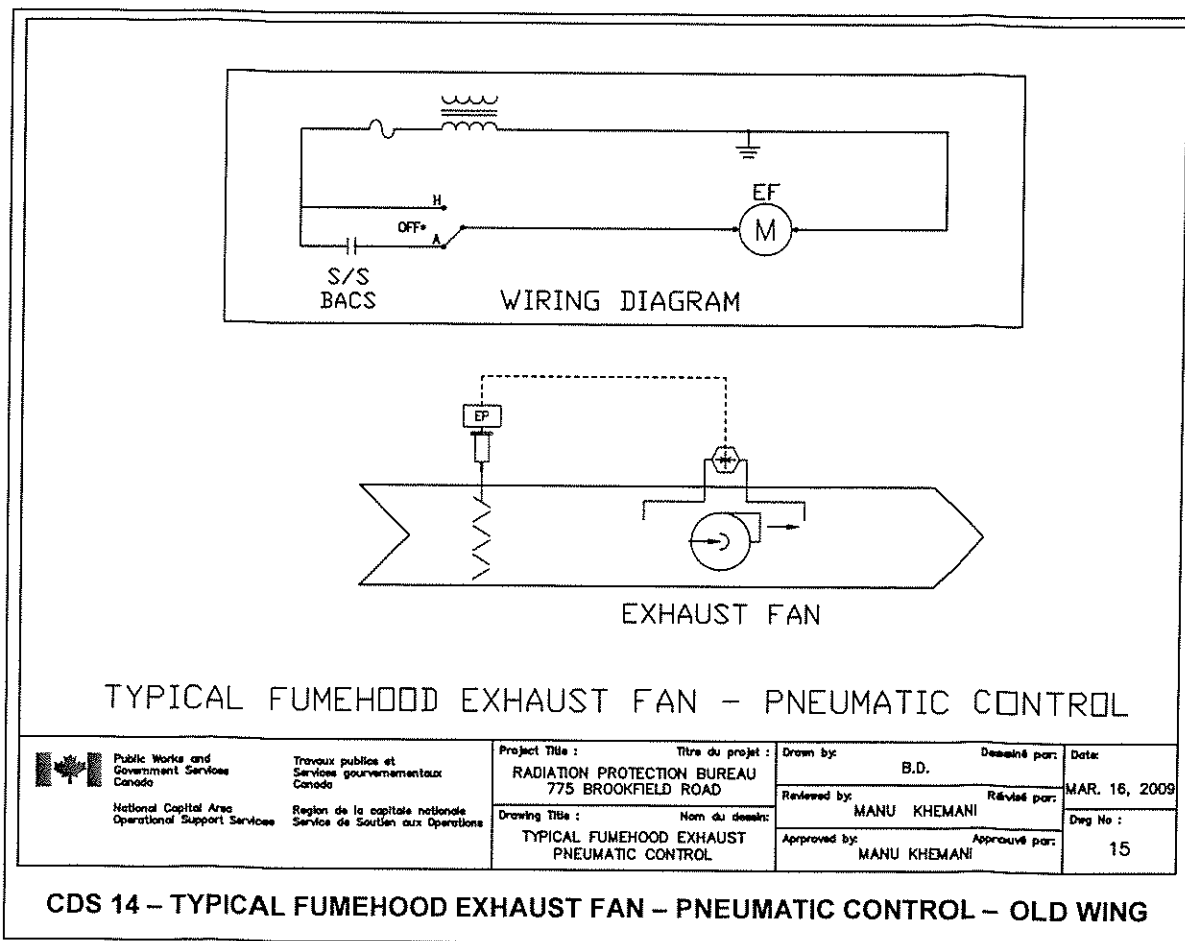 H
OFF
A
S/S
BACS
EF
M
WIRING DIAGRAM
EP
EXHAUST FAN
TYPICAL FUMEHOOD EXHAUST FAN - PNEUMATIC CONTROL
Public Works and
Government Services
Canada
National Capital Area
Operational Support Services
Travaux publics et
Services gouvernementaux
Canada
Region de la capitale nationale
Service de Soutien aux Operations
Project Title : Titre du projet :
RADIATION PROTECTION BUREAU
775 BROOKFIELD ROAD
Drawing Title : Nom du dessin:
TYPICAL FUMEHOOD EXHAUST
PNEUMATIC CONTROL
Drawn by: Dessiné par:
B.D.
Reviewed by: Révisé par:
MANU KHEMANI
Approved by: Approuvé par:
MANU KHEMANI
Date:
MAR. 16, 2009
Dwg No :
15
CDS 14 – TYPICAL FUMEHOOD EXHAUST FAN – PNEUMATIC CONTROL – OLD WING